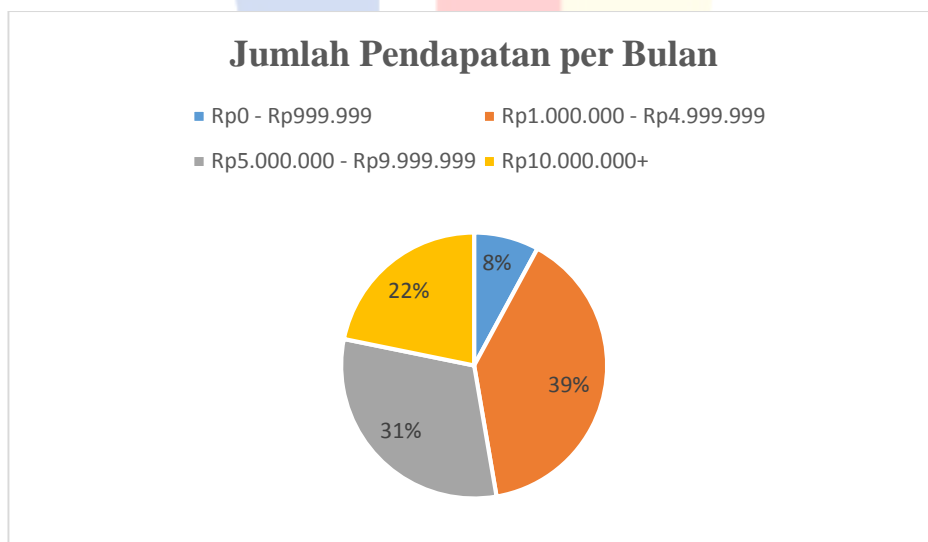 Jumlah Pendapatan per Bulan
Rp0 - Rp999.999
Rp1.000.000 - Rp4.999.999
Rp5.000.000 - Rp9.999.999
Rp10.000.000+
8%
22%
39%
31%